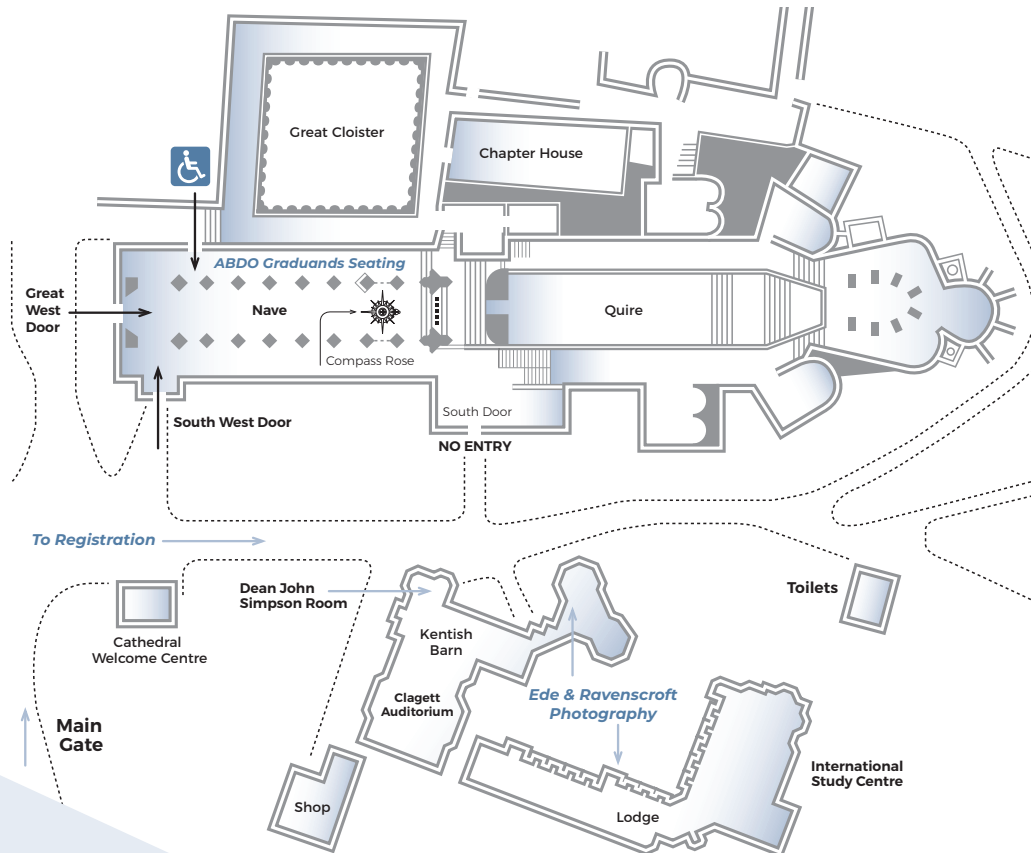 Great Cloister
Chapter House
ABDO Graduands Seating
Great
West
Door
Nave
Quire
Compass Rose
South West Door
South Door
NO ENTRY
To Registration
Dean John
Simpson Room
Toilets
Cathedral
Welcome Centre
Kentish
Barn
Clagett
Auditorium
Ede & Ravenscroft
Photography
Main
Gate
International
Study Centre
Shop
Lodge